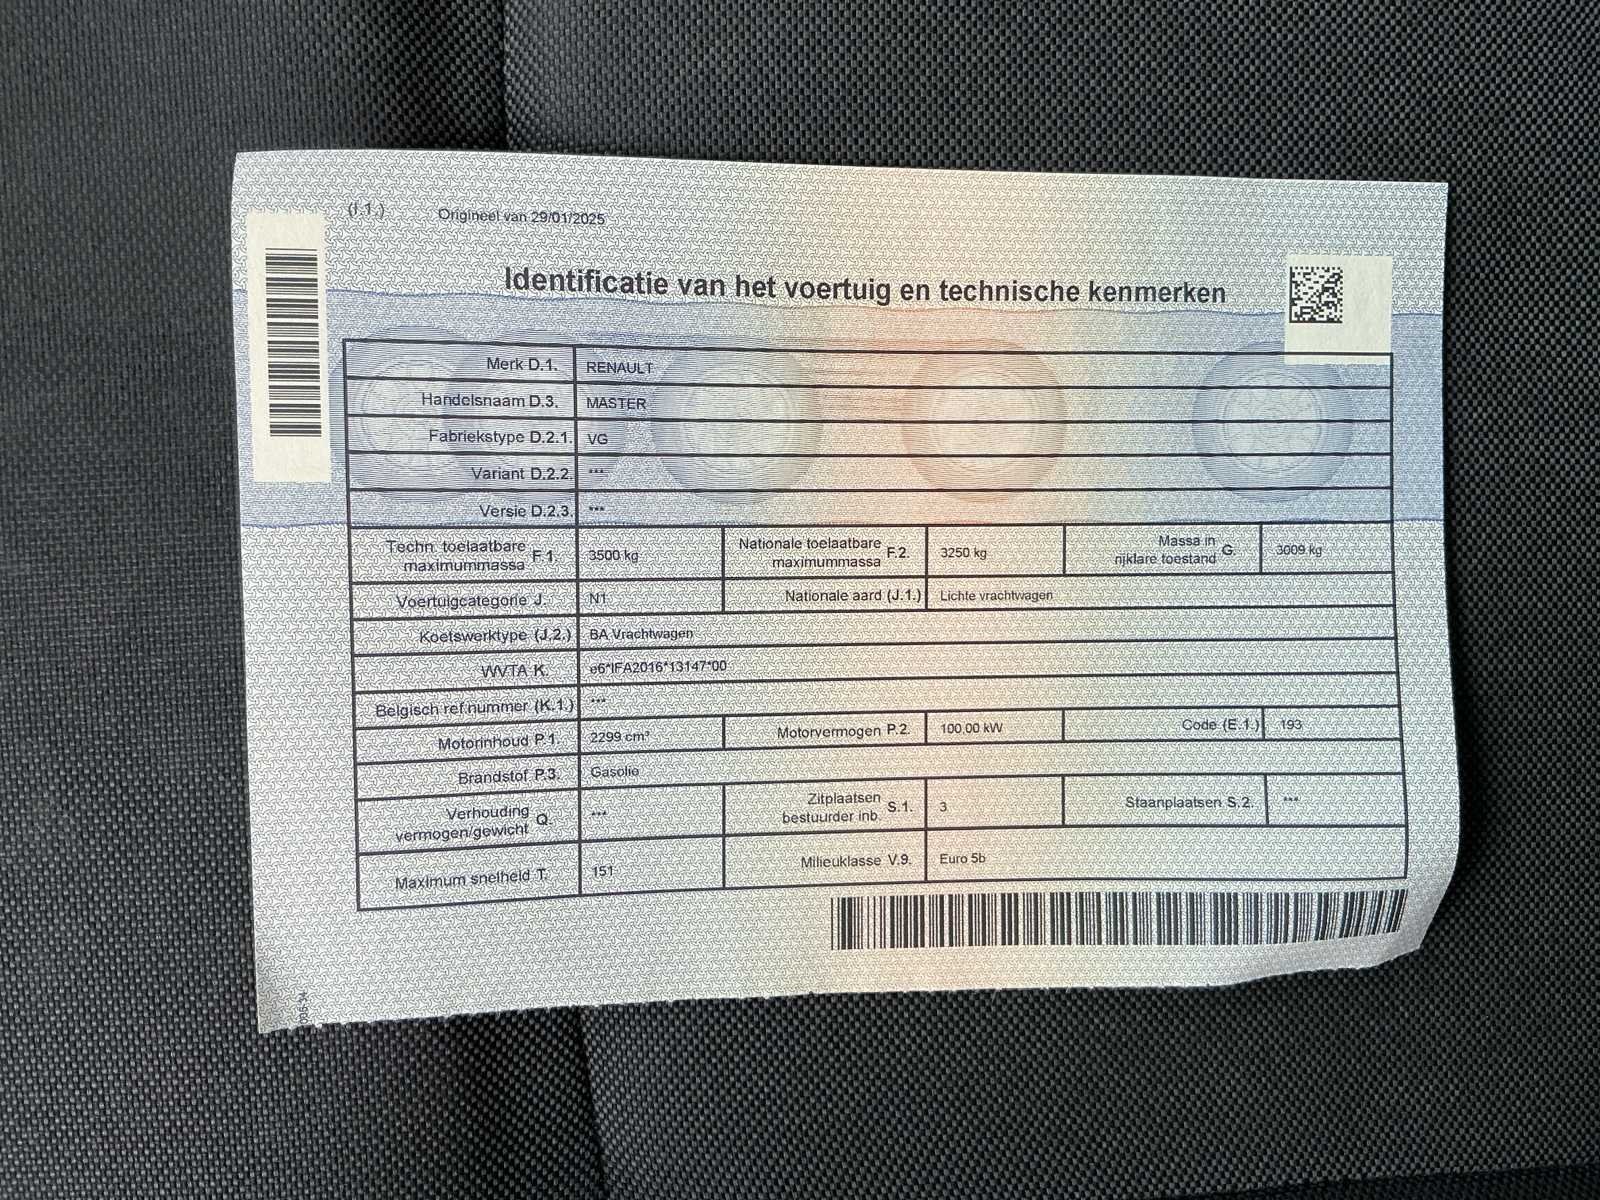 (I.1.) Origineel van 29/01/2025
Identificatie van het voertuig en technische kenmerken
Merk D.1. RENAULT
Handelsnaam D.3. MASTER
Fabriekstype D.2.1. VG
Variant D.2.2. ***
Versie D.2.3. ***
Techn. toelaatbare maximummassa F.1. 3500 kg Nationale toelaatbare maximummassa F.2. 3250 kg Massa in rijklare toestand G. 3009 kg
Voertuigcategorie J. N1 Nationale aard (J.1.) Lichte vrachtwagen
Koetswerktype (J.2.) BA Vrachtwagen
WVTA K. e6*IFA2016*13147*00
Belgisch ref.nummer (K.1.) ***
Motorinhoud P.1. 2299 cm³ Motorvermogen P.2. 100,00 kW Code (E.1.) 193
Brandstof P.3. Gasolie
Verhouding vermogen/gewicht Q. *** Zitplaatsen bestuurder inb. S.1. 3 Staanplaatsen S.2. ***
Maximum snelheid T. 151 Milieuklasse V.9. Euro 5b